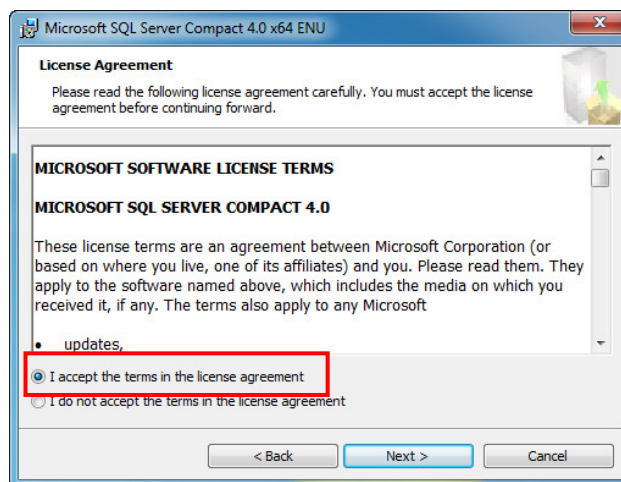 Microsoft SQL Server Compact 4.0 x64 ENU
License Agreement
Please read the following license agreement carefully. You must accept the license
agreement before continuing forward.
MICROSOFT SOFTWARE LICENSE TERMS
MICROSOFT SQL SERVER COMPACT 4.0
These license terms are an agreement between Microsoft Corporation (or
based on where you live, one of its affiliates) and you. Please read them. They
apply to the software named above, which includes the media on which you
received it, if any. The terms also apply to any Microsoft
• updates,
I accept the terms in the license agreement
I do not accept the terms in the license agreement
< Back Next > Cancel